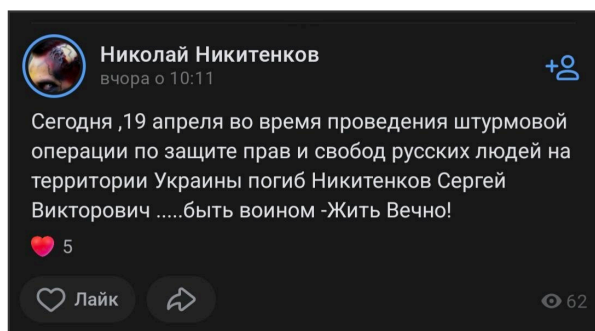 Николай Никитенков
вчора о 10:11
Сегодня ,19 апреля во время проведения штурмовой
операции по защите прав и свобод русских людей на
территории Украины погиб Никитенков Сергей
Викторович .....быть воином -Жить Вечно!
5
Лайк
62